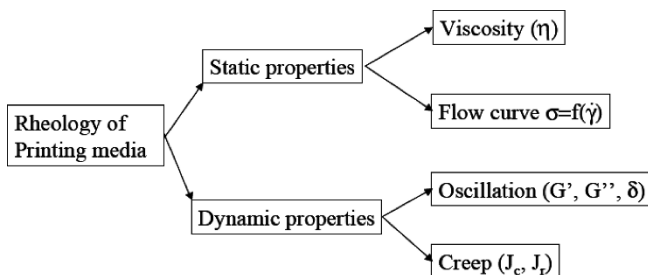 Viscosity (η)
Static properties
Flow curve σ=f(γ̇)
Rheology of
Printing media
Oscillation (G’, G’’, δ)
Dynamic properties
Creep (Jc, Jr)